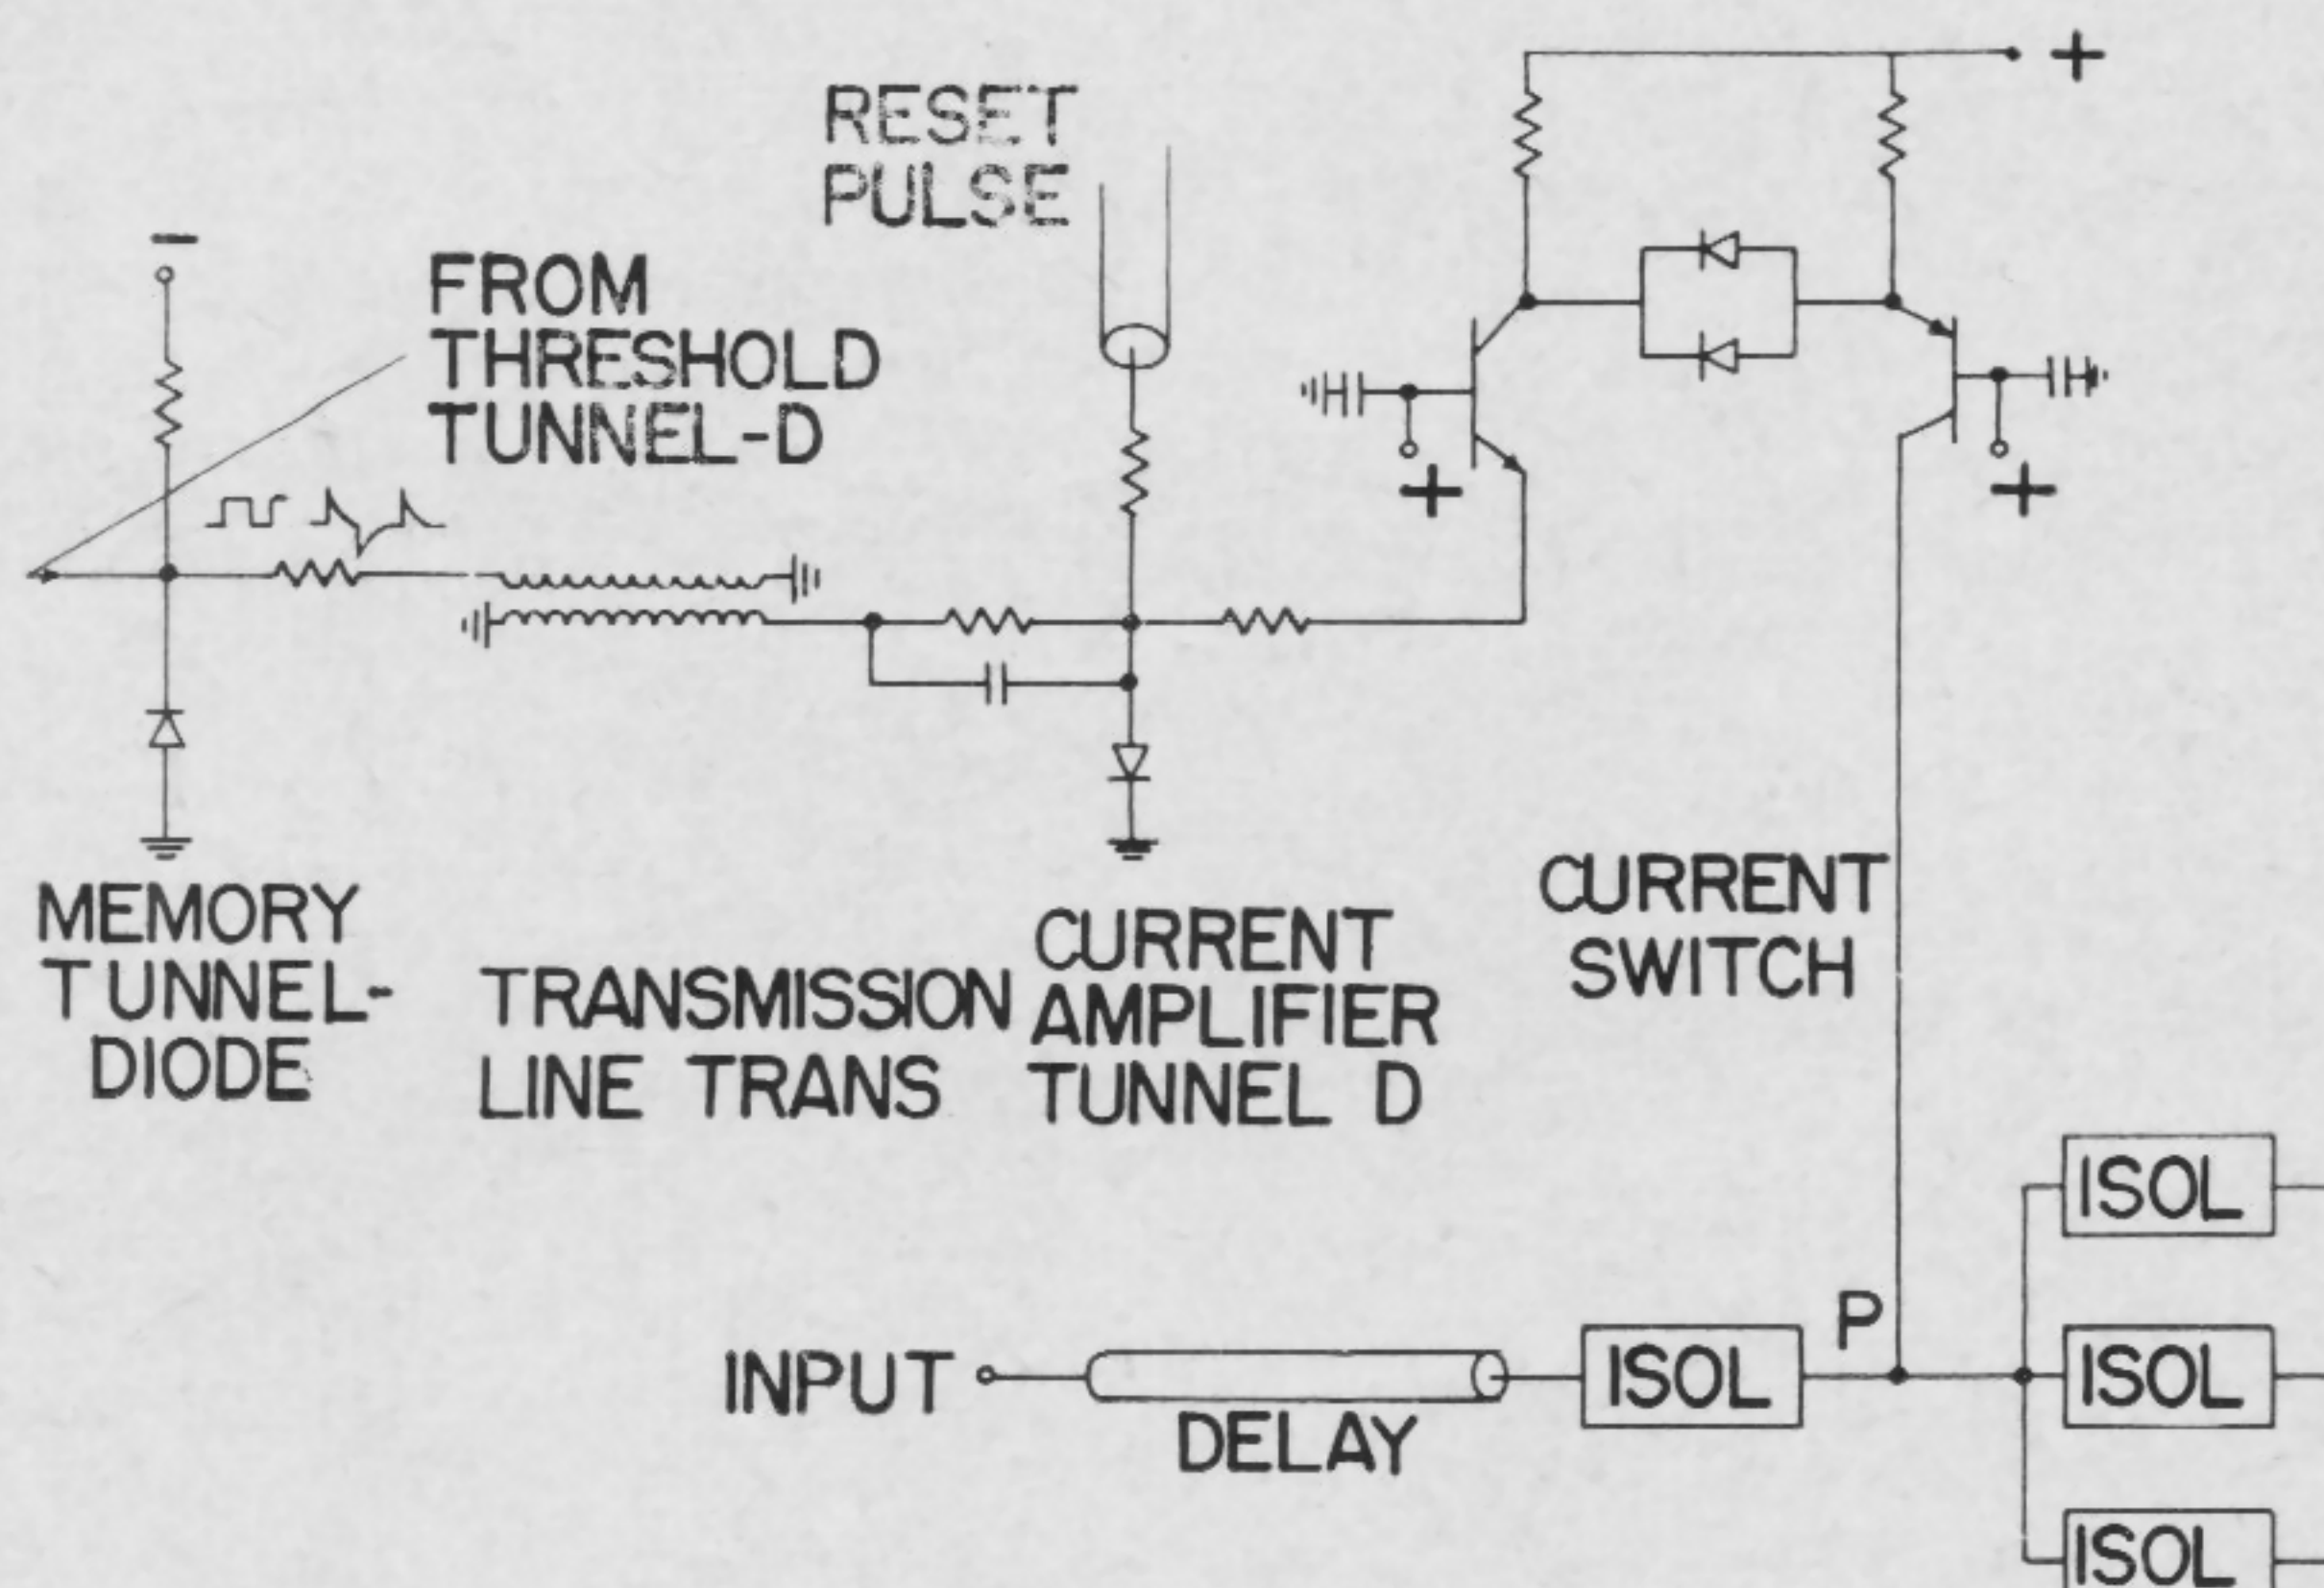 RESET
PULSE
+
−
FROM
THRESHOLD
TUNNEL-D
+
+
MEMORY
TUNNEL-
DIODE
TRANSMISSION
LINE TRANS
CURRENT
AMPLIFIER
TUNNEL D
CURRENT
SWITCH
ISOL
P
INPUT
DELAY
ISOL
ISOL
ISOL